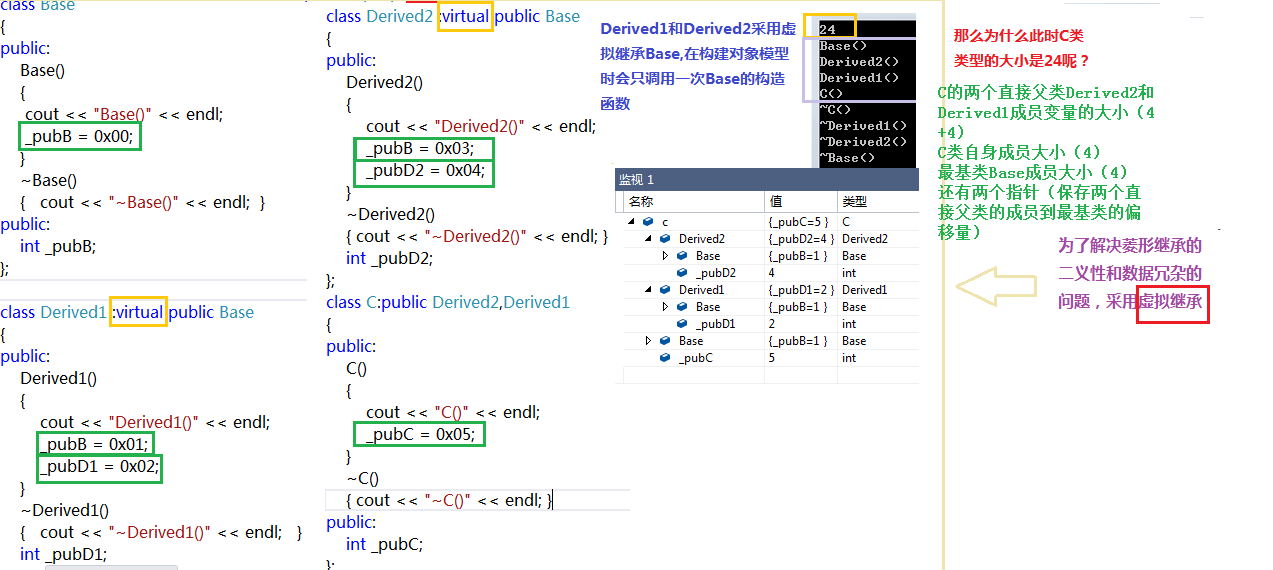 class Base
{
public:
Base()
{
cout << "Base()" << endl;
_pubB = 0x00;
}
~Base()
{ cout << "~Base()" << endl; }
public:
int _pubB;
};
class Derived1 :virtual public Base
{
public:
Derived1()
{
cout << "Derived1()" << endl;
_pubB = 0x01;
_pubD1 = 0x02;
}
~Derived1()
{ cout << "~Derived1()" << endl; }
int _pubD1;
class Derived2 :virtual public Base
{
public:
Derived2()
{
cout << "Derived2()" << endl;
_pubB = 0x03;
_pubD2 = 0x04;
}
~Derived2()
{ cout << "~Derived2()" << endl; }
int _pubD2;
};
class C:public Derived2,Derived1
{
public:
C()
{
cout << "C()" << endl;
_pubC = 0x05;
}
~C()
{ cout << "~C()" << endl; }
public:
int _pubC;
};
Derived1和Derived2采用虚
拟继承Base,在构建对象模型
时会只调用一次Base的构造
函数
24
Base()
Derived2()
Derived1()
C()
~C()
~Derived1()
~Derived2()
~Base()
监视 1
名称 值 类型
c {_pubC=5 } C
Derived2 {_pubD2=4 } Derived2
Base {_pubB=1 } Base
_pubD2 4 int
Derived1 {_pubD1=2 } Derived1
Base {_pubB=1 } Base
_pubD1 2 int
Base {_pubB=1 } Base
_pubC 5 int
那么为什么此时C类
类型的大小是24呢？
C的两个直接父类Derived2和
Derived1成员变量的大小（4
+4）
C类自身成员大小（4）
最基类Base成员大小（4）
还有两个指针（保存两个直
接父类的成员到最基类的偏
移量）
为了解决菱形继承的
二义性和数据冗杂的
问题，采用虚拟继承